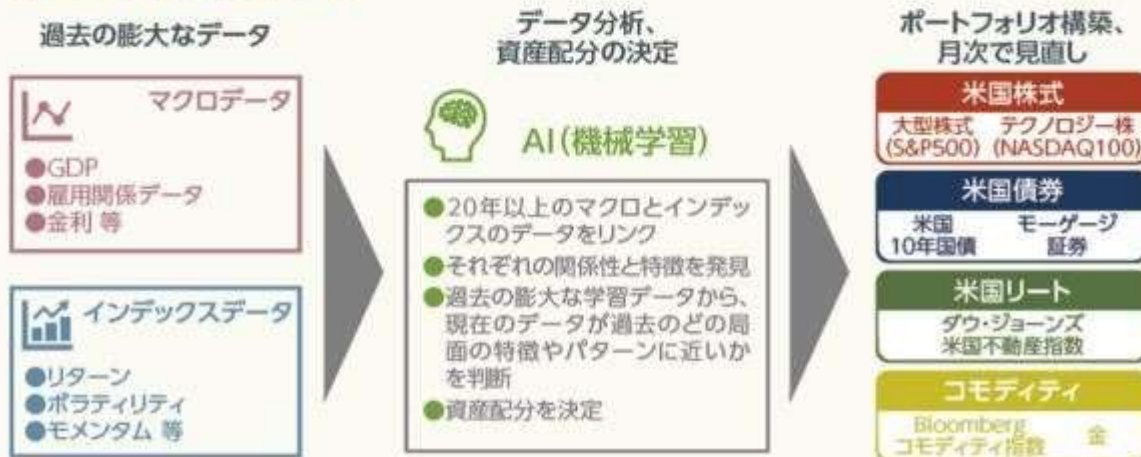 過去の膨大なデータ
マクロデータ
●GDP
●雇用関係データ
●金利 等
インデックスデータ
●リターン
●ボラティリティ
●モメンタム 等
データ分析、
資産配分の決定
AI(機械学習)
●20年以上のマクロとインデッ
クスのデータをリンク
●それぞれの関係性と特徴を発見
●過去の膨大な学習データから、
現在のデータが過去のどの局
面の特徴やパターンに近いか
を判断
●資産配分を決定
ポートフォリオ構築、
月次で見直し
米国株式
大型株式 テクノロジー株
(S&P500) (NASDAQ100)
米国債券
米国 モーゲージ
10年国債 証券
米国リート
ダウ・ジョーンズ
米国不動産指数
コモディティ
Bloomberg 金
コモディティ指数